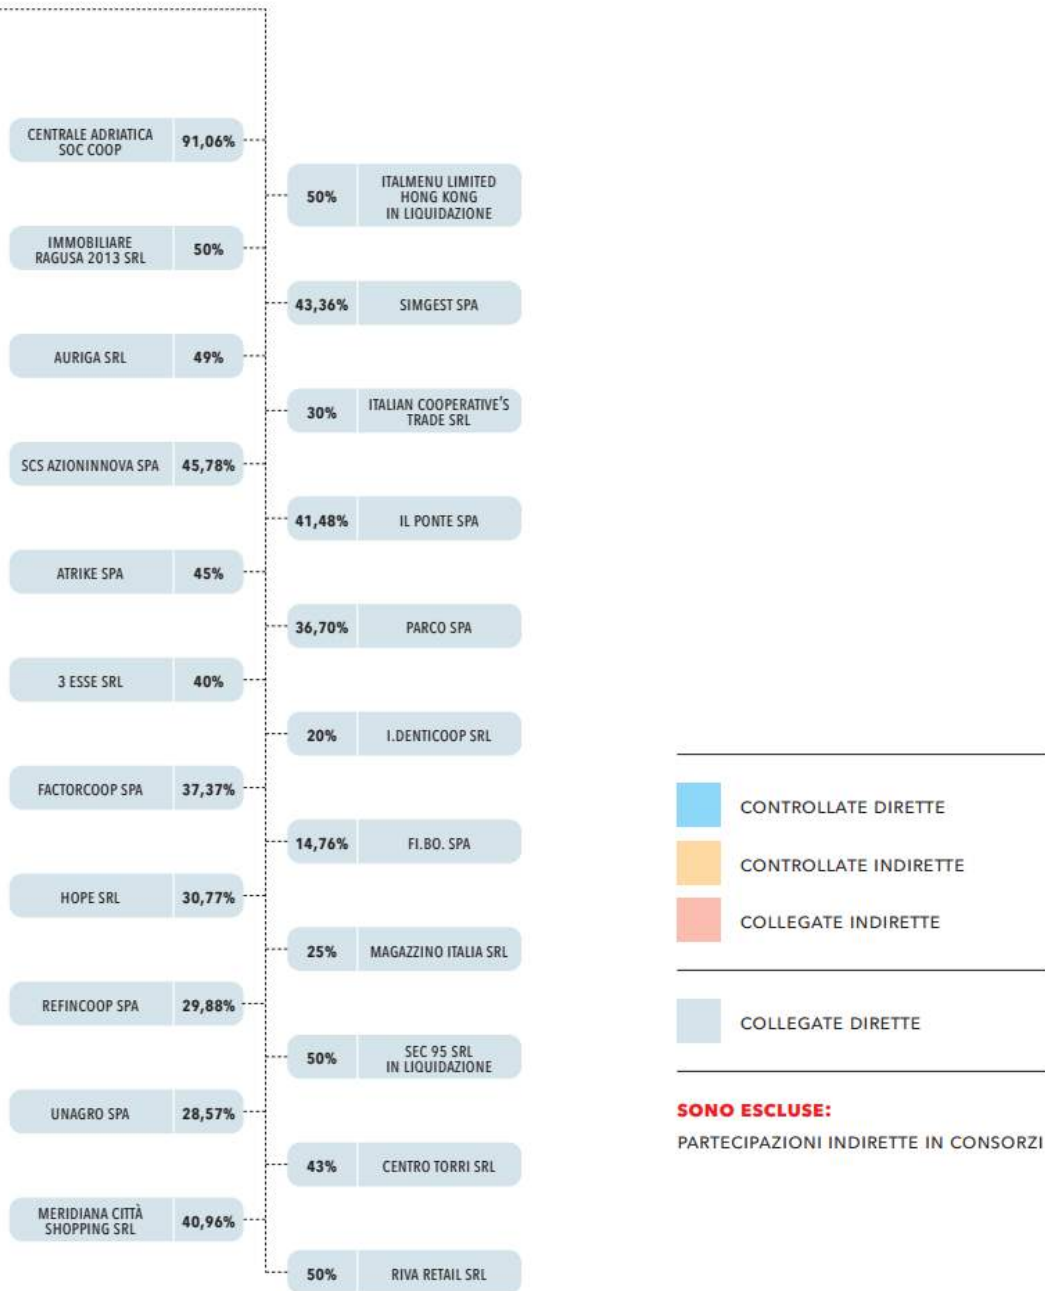 CENTRALE ADRIATICA
SOC COOP
91,06%
50%
ITALMENU LIMITED
HONG KONG
IN LIQUIDAZIONE
IMMOBILIARE
RAGUSA 2013 SRL
50%
43,36%
SIMGEST SPA
AURIGA SRL
49%
30%
ITALIAN COOPERATIVE'S
TRADE SRL
SCS AZIONINNOVA SPA
45,78%
41,48%
IL PONTE SPA
ATRIKE SPA
45%
36,70%
PARCO SPA
3 ESSE SRL
40%
20%
I.DENTICOOP SRL
FACTORCOOP SPA
37,37%
14,76%
FI.BO. SPA
HOPE SRL
30,77%
25%
MAGAZZINO ITALIA SRL
REFINCOOP SPA
29,88%
50%
SEC 95 SRL
IN LIQUIDAZIONE
UNAGRO SPA
28,57%
43%
CENTRO TORRI SRL
MERIDIANA CITTÀ
SHOPPING SRL
40,96%
50%
RIVA RETAIL SRL
CONTROLLATE DIRETTE
CONTROLLATE INDIRETTE
COLLEGATE INDIRETTE
COLLEGATE DIRETTE
SONO ESCLUSE:
PARTECIPAZIONI INDIRETTE IN CONSORZI